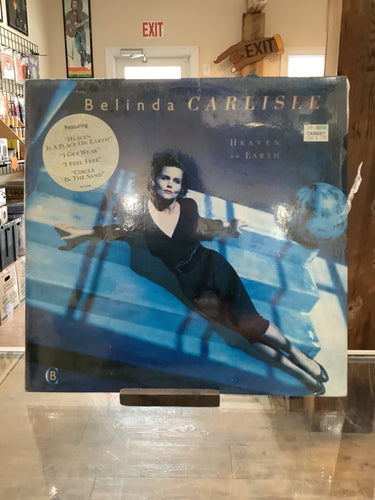 EXIT
EXIT
Belinda CARLISLE
HEAVEN
ON EARTH
Featuring
"HEAVEN
IS A PLACE ON EARTH"
"I GET WEAK"
"I FEEL FREE"
"CIRCLE
IN THE SAND"
TARGET
B